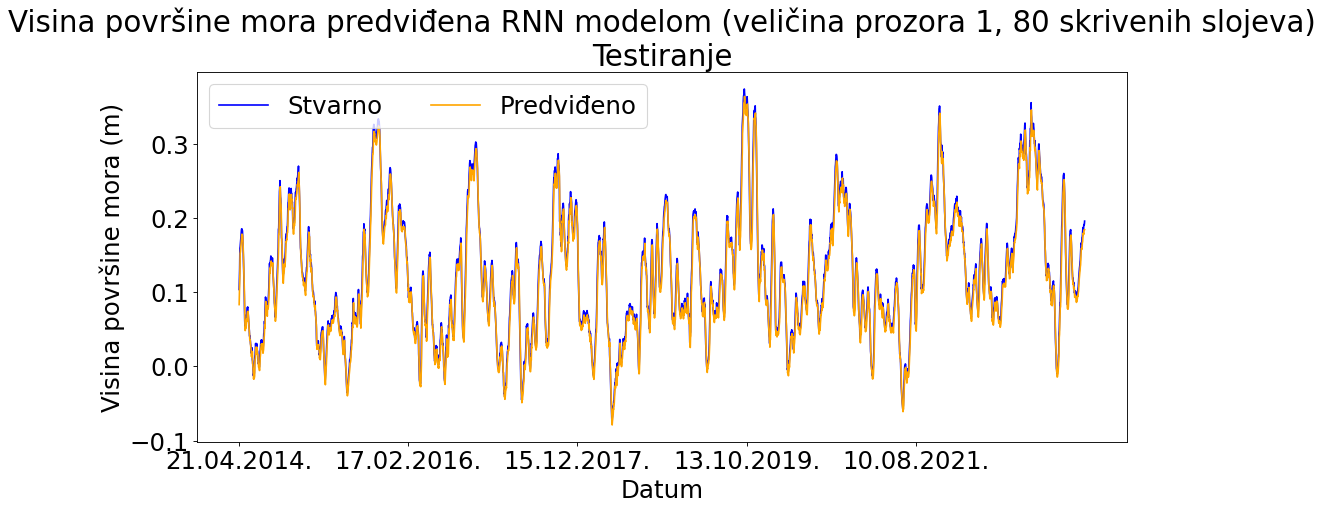 Visina površine mora predviđena RNN modelom (veličina prozora 1, 80 skrivenih slojeva)
Testiranje
Stvarno
Predviđeno
Visina površine mora (m)
0.3
0.2
0.1
0.0
−0.1
21.04.2014.
17.02.2016.
15.12.2017.
13.10.2019.
10.08.2021.
Datum